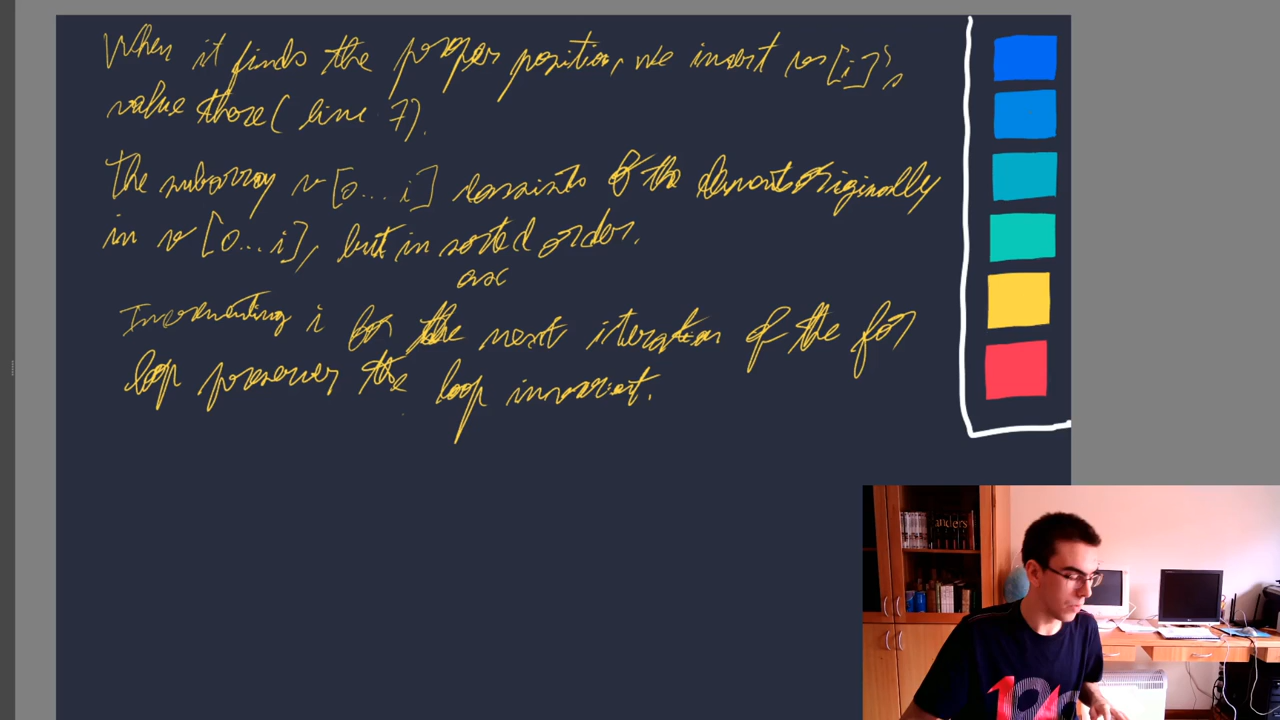 When it finds the proper position, we insert v[i]'s
value there (line 7).
The subarray v[0...i] consists of the elements originally
in v[0...i], but in sorted order.
asc
Incrementing i for the next iteration of the for
loop preserves the loop invariant.
anders